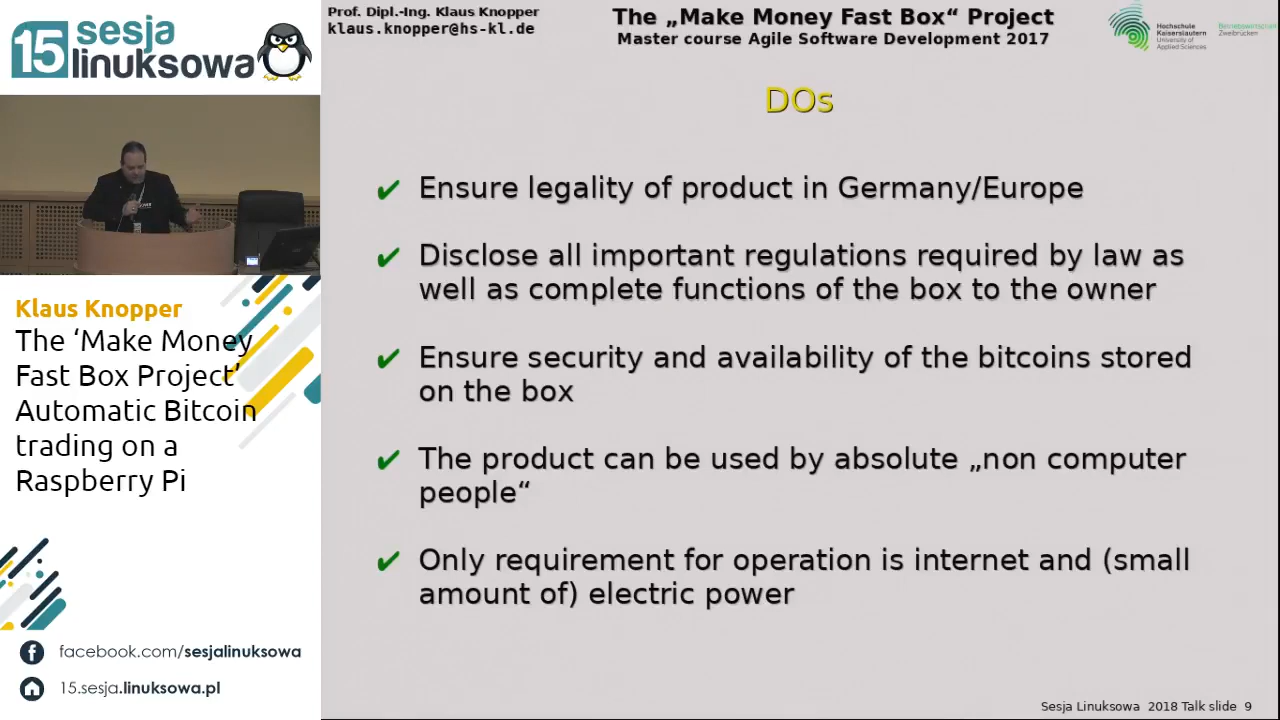 15 sesja
linuksowa
Klaus Knopper
The ‘Make Money
Fast Box Project’
Automatic Bitcoin
trading on a
Raspberry Pi
facebook.com/sesjalinuksowa
15.sesja.linuksowa.pl
Prof. Dipl.-Ing. Klaus Knopper
klaus.knopper@hs-kl.de
The „Make Money Fast Box“ Project
Master course Agile Software Development 2017
Hochschule
Kaiserslautern
University of
Applied Sciences
Betriebswirtschaft
Zweibrücken
DOs
✔ Ensure legality of product in Germany/Europe
✔ Disclose all important regulations required by law as
well as complete functions of the box to the owner
✔ Ensure security and availability of the bitcoins stored
on the box
✔ The product can be used by absolute „non computer
people“
✔ Only requirement for operation is internet and (small
amount of) electric power
Sesja Linuksowa 2018 Talk slide 9